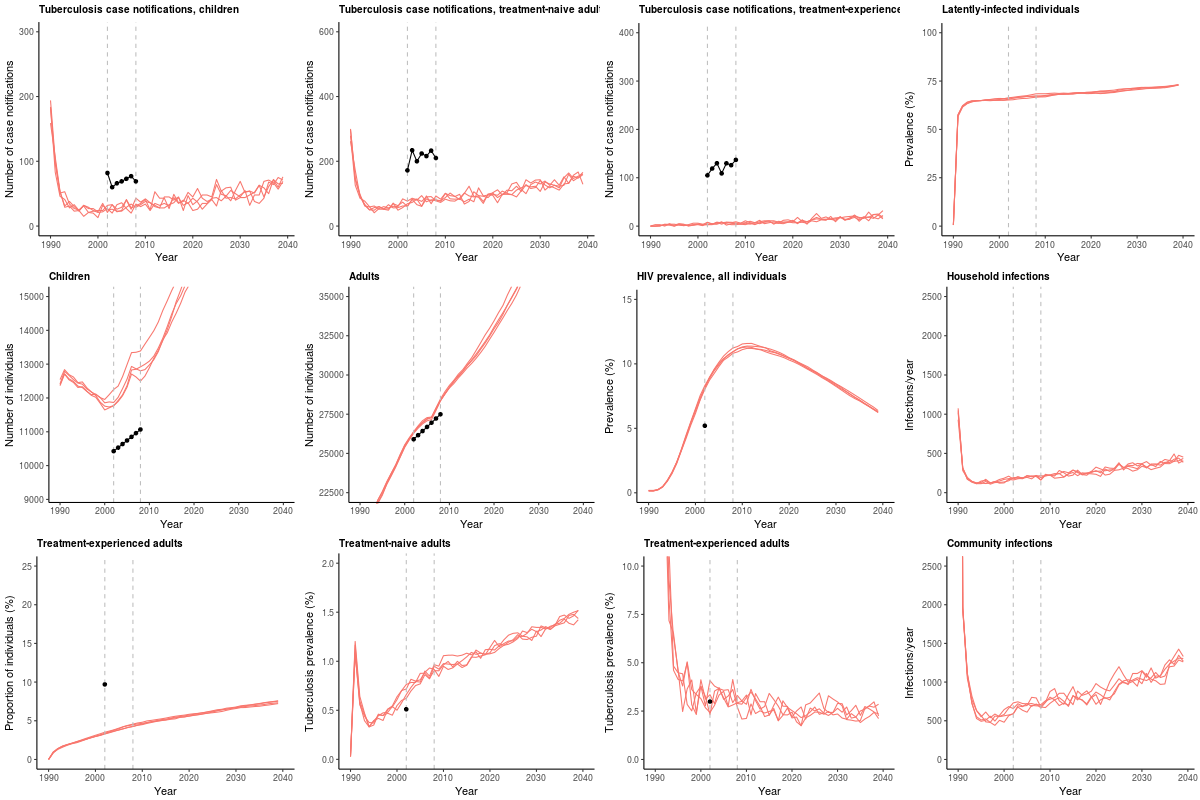 Tuberculosis case notifications, children
Number of case notifications
300
200
100
0
1990 2000 2010 2020 2030 2040
Year
Tuberculosis case notifications, treatment-naive adul
Number of case notifications
600
400
200
0
1990 2000 2010 2020 2030 2040
Year
Tuberculosis case notifications, treatment-experience
Number of case notifications
400
300
200
100
0
1990 2000 2010 2020 2030 2040
Year
Latently-infected individuals
Prevalence (%)
100
75
50
25
0
1990 2000 2010 2020 2030 2040
Year
Children
Number of individuals
15000
14000
13000
12000
11000
10000
9000
1990 2000 2010 2020 2030 2040
Year
Adults
Number of individuals
35000
32500
30000
27500
25000
22500
1990 2000 2010 2020 2030 2040
Year
HIV prevalence, all individuals
Prevalence (%)
15
10
5
0
1990 2000 2010 2020 2030 2040
Year
Household infections
Infections/year
2500
2000
1500
1000
500
0
1990 2000 2010 2020 2030 2040
Year
Treatment-experienced adults
Proportion of individuals (%)
25
20
15
10
5
0
1990 2000 2010 2020 2030 2040
Year
Treatment-naive adults
Tuberculosis prevalence (%)
2.0
1.5
1.0
0.5
0.0
1990 2000 2010 2020 2030 2040
Year
Treatment-experienced adults
Tuberculosis prevalence (%)
10.0
7.5
5.0
2.5
0.0
1990 2000 2010 2020 2030 2040
Year
Community infections
Infections/year
2500
2000
1500
1000
500
0
1990 2000 2010 2020 2030 2040
Year